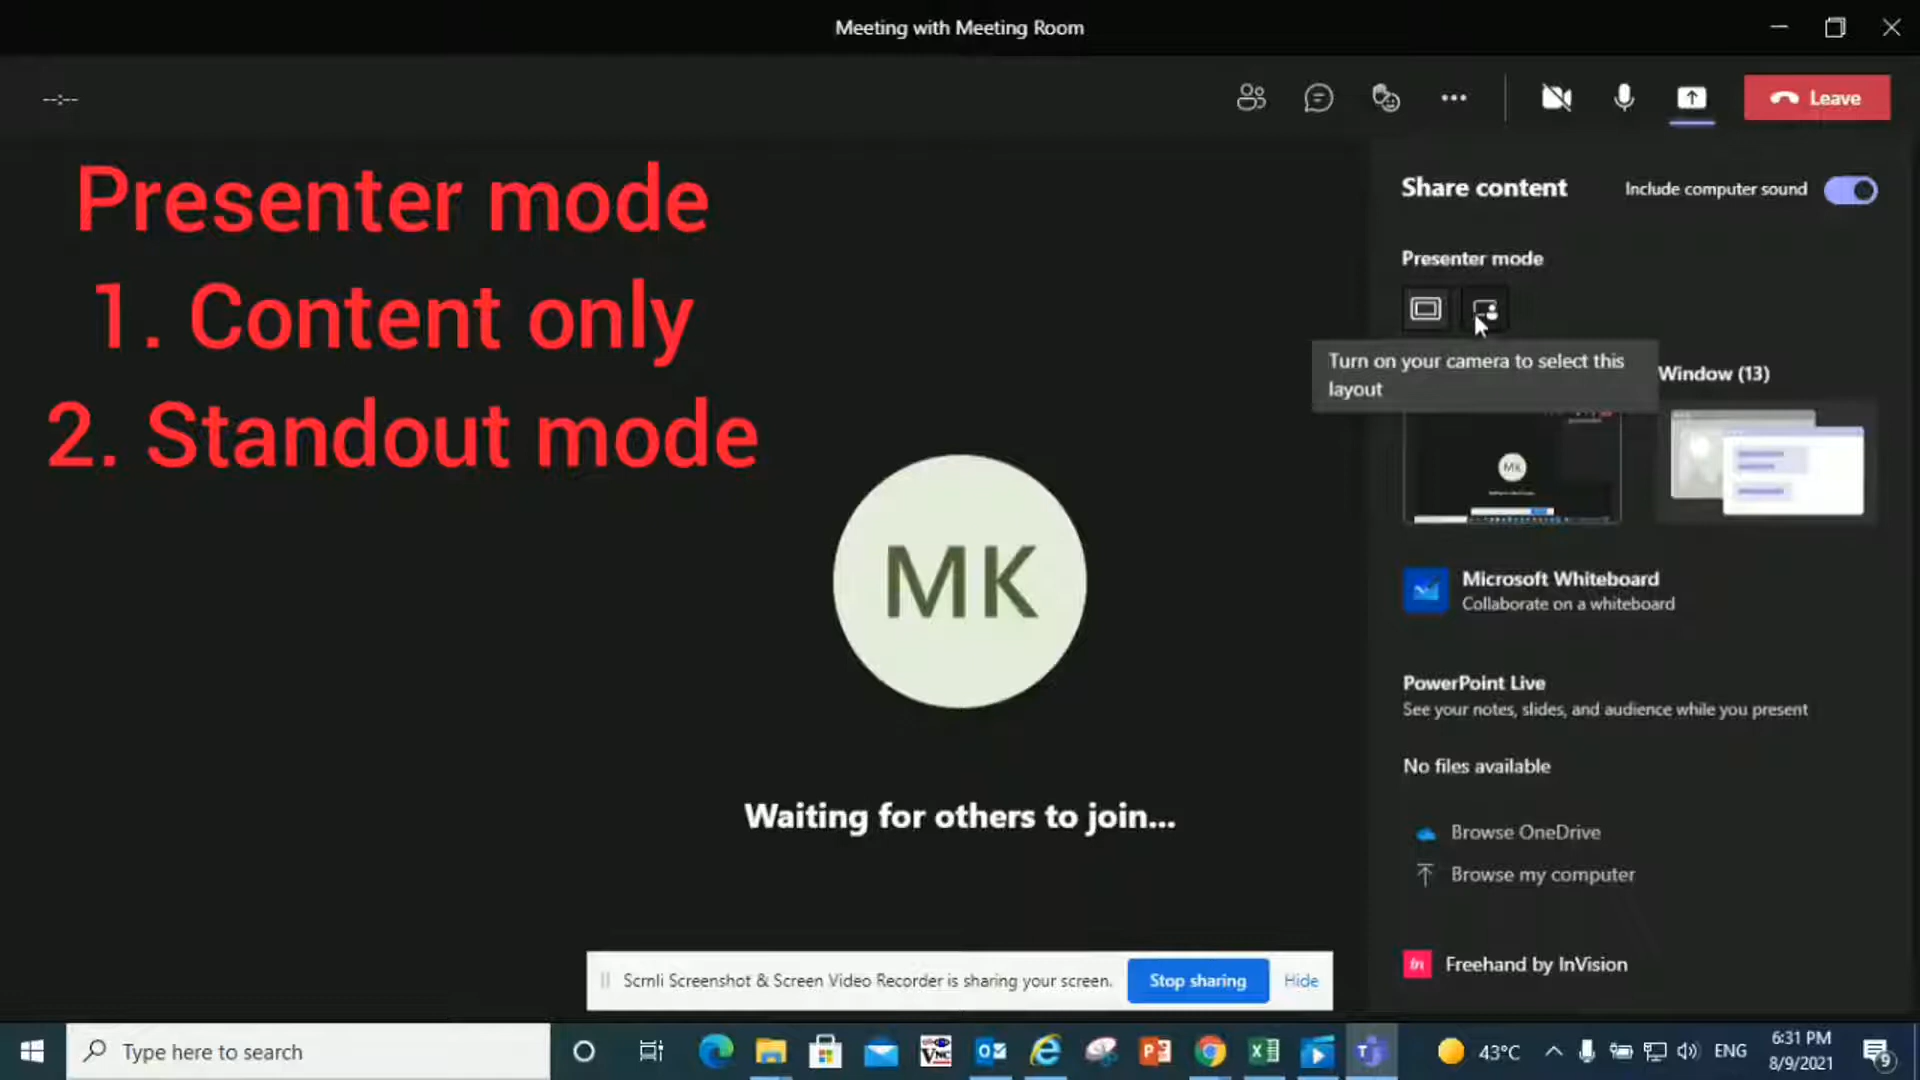 Meeting with Meeting Room
--:--
Leave
Presenter mode
1. Content only
2. Standout mode
Share content
Include computer sound
Presenter mode
Turn on your camera to select this
layout
Window (13)
MK
MK
Microsoft Whiteboard
Collaborate on a whiteboard
PowerPoint Live
See your notes, slides, and audience while you present
No files available
Waiting for others to join...
Browse OneDrive
Browse my computer
In
Freehand by InVision
Scrnli Screenshot & Screen Video Recorder is sharing your screen.
Stop sharing
Hide
Type here to search
43°C
ENG
6:31 PM
8/9/2021
9